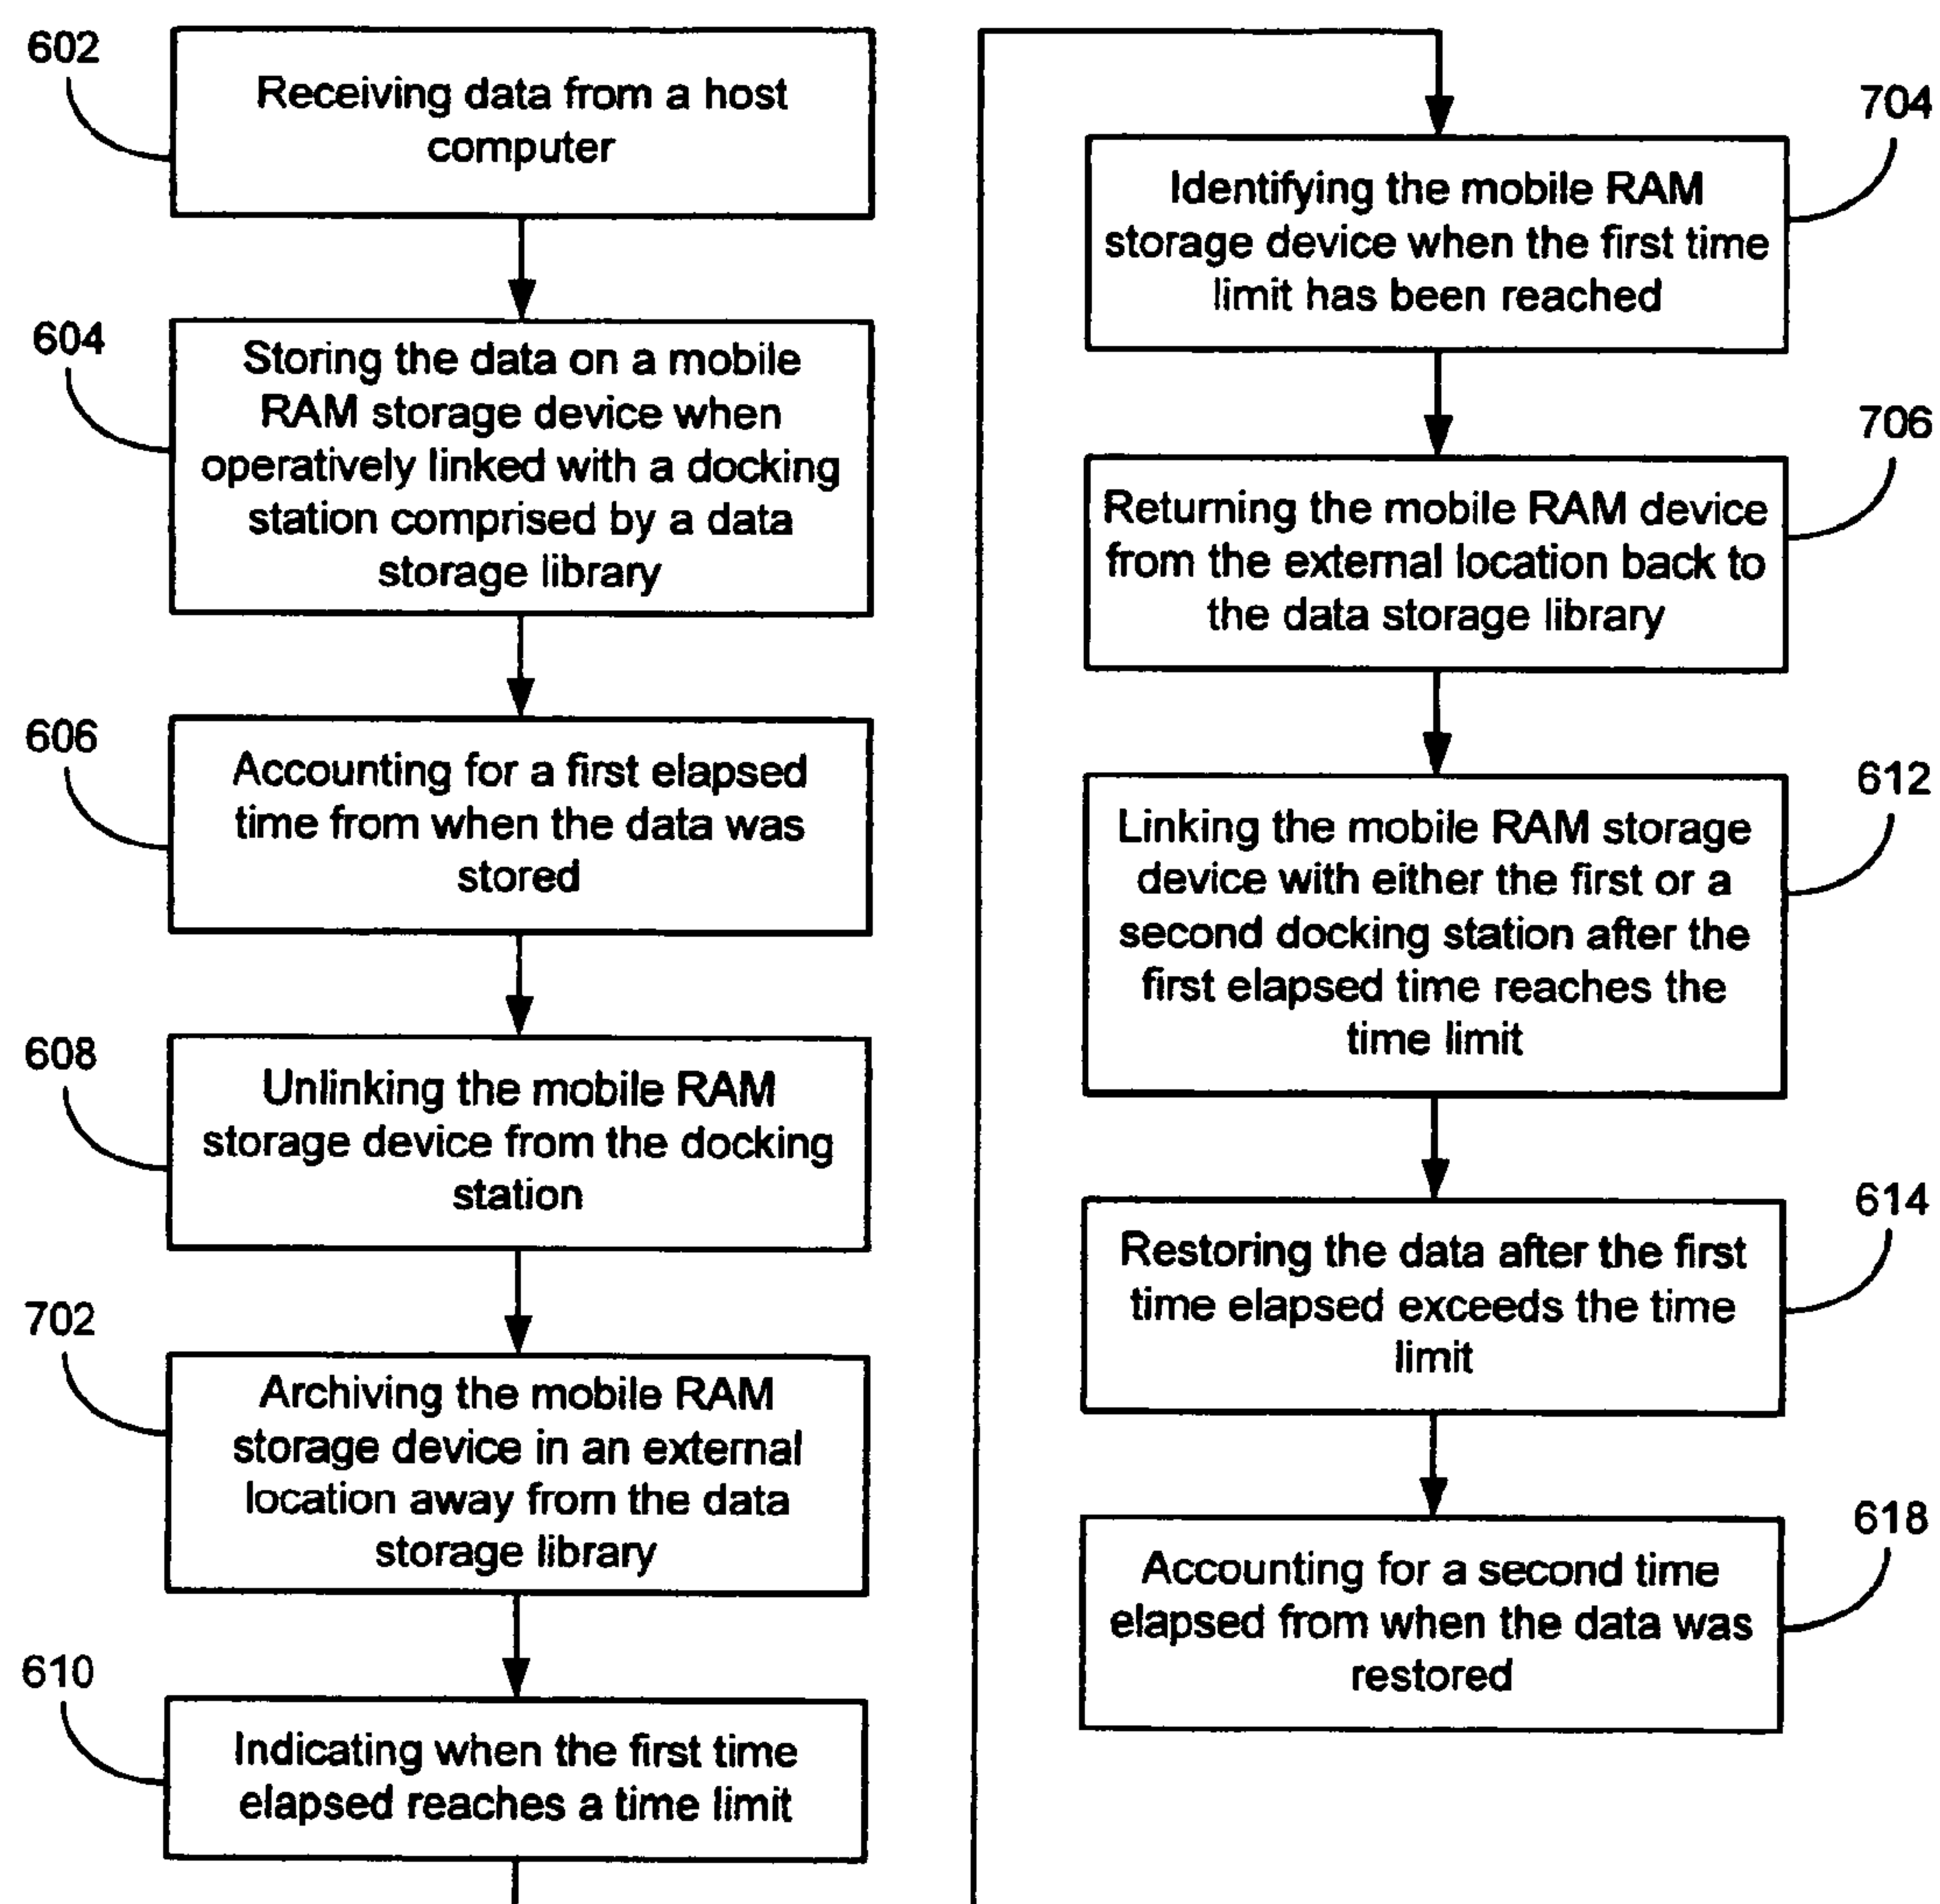 602
Receiving data from a host
computer
604
Storing the data on a mobile
RAM storage device when
operatively linked with a docking
station comprised by a data
storage library
606
Accounting for a first elapsed
time from when the data was
stored
608
Unlinking the mobile RAM
storage device from the docking
station
702
Archiving the mobile RAM
storage device in an external
location away from the data
storage library
610
Indicating when the first time
elapsed reaches a time limit
704
Identifying the mobile RAM
storage device when the first time
limit has been reached
706
Returning the mobile RAM device
from the external location back to
the data storage library
612
Linking the mobile RAM storage
device with either the first or a
second docking station after the
first elapsed time reaches the
time limit
614
Restoring the data after the first
time elapsed exceeds the time
limit
618
Accounting for a second time
elapsed from when the data was
restored